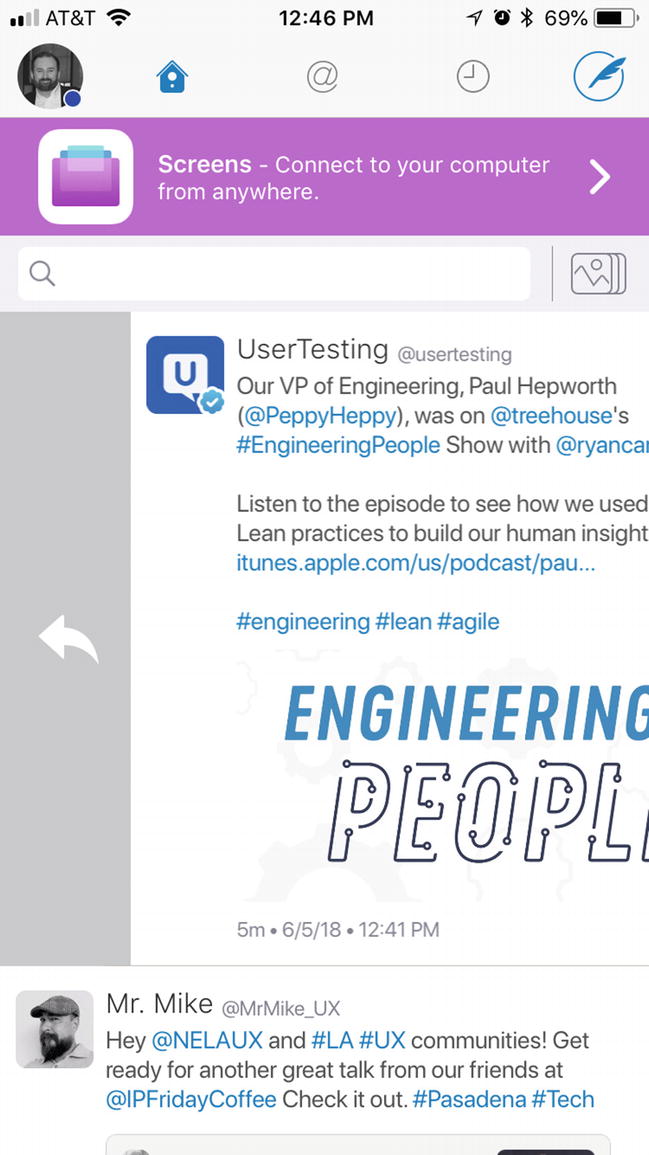 AT&T 12:46 PM 69%
@
Screens - Connect to your computer
from anywhere.
UserTesting @usertesting
U
Our VP of Engineering, Paul Hepworth
(@PeppyHeppy), was on @treehouse's
#EngineeringPeople Show with @ryancar
Listen to the episode to see how we used
Lean practices to build our human insight
itunes.apple.com/us/podcast/pau...
#engineering #lean #agile
ENGINEERING
PEOPL
5m • 6/5/18 • 12:41 PM
Mr. Mike @MrMike_UX
Hey @NELAUX and #LA #UX communities! Get
ready for another great talk from our friends at
@IPFridayCoffee Check it out. #Pasadena #Tech